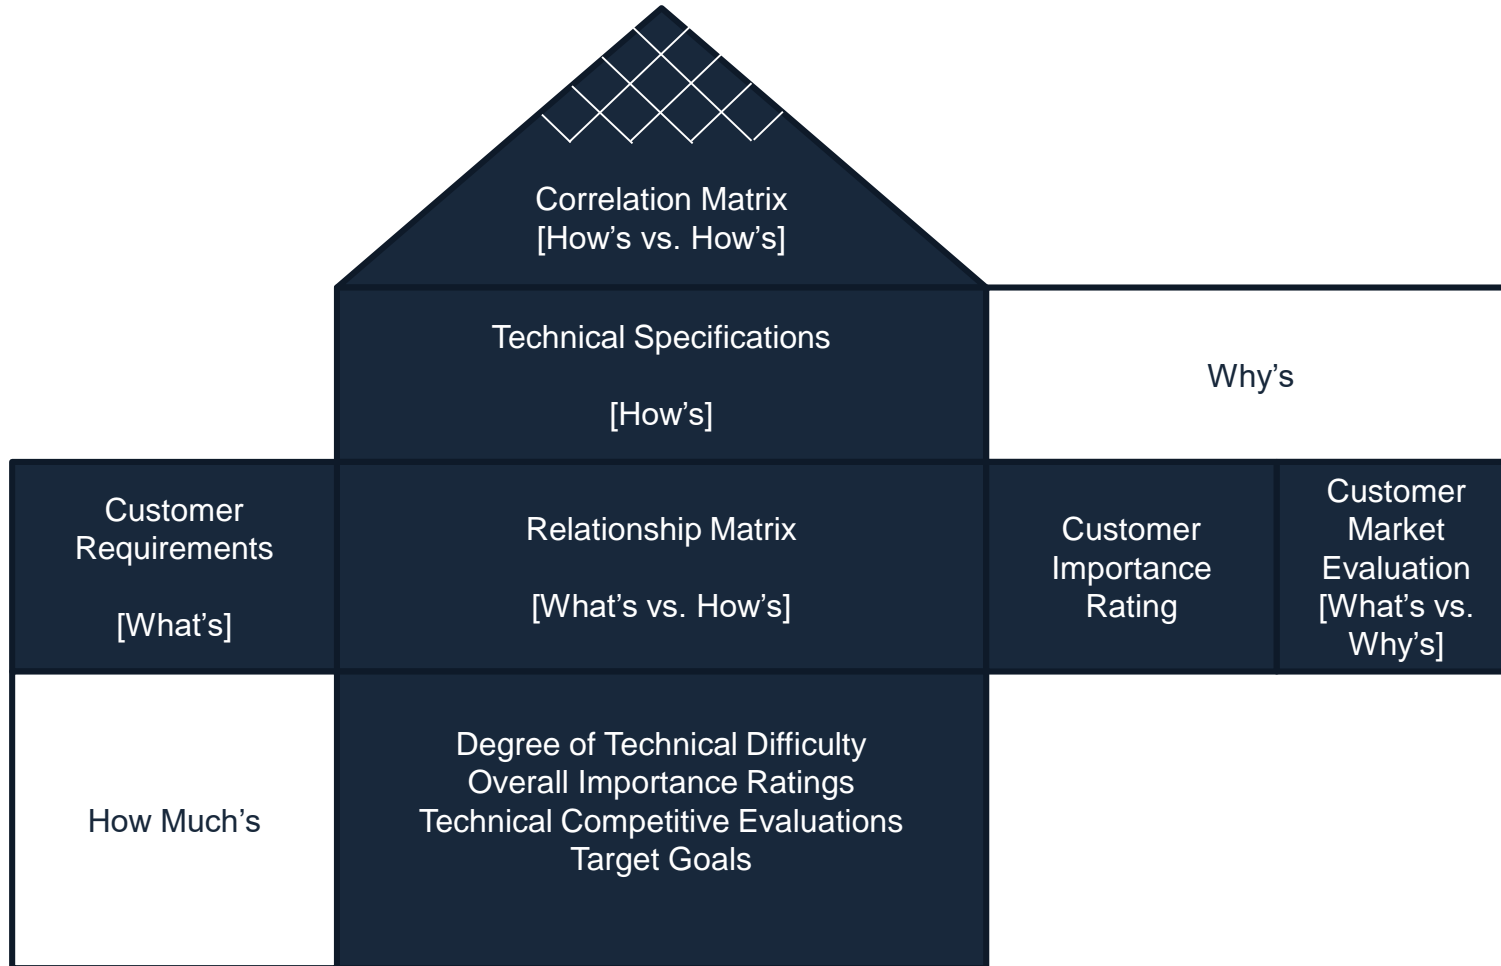 Correlation Matrix
[How’s vs. How’s]
Technical Specifications
[How’s]
Why’s
Customer
Requirements
[What’s]
Relationship Matrix
[What’s vs. How’s]
Customer
Importance
Rating
Customer
Market
Evaluation
[What’s vs.
Why’s]
How Much’s
Degree of Technical Difficulty
Overall Importance Ratings
Technical Competitive Evaluations
Target Goals